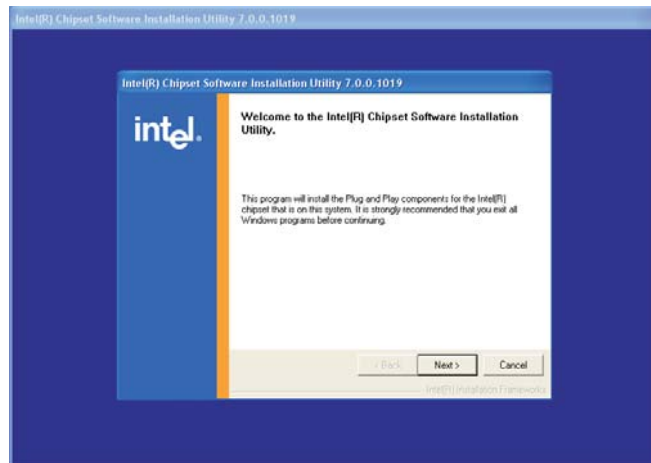 Intel(R) Chipset Software Installation Utility 7.0.0.1019
Intel(R) Chipset Software Installation Utility 7.0.0.1019
intel.
Welcome to the Intel(R) Chipset Software Installation
Utility.
This program will install the Plug and Play components for the Intel(R)
chipset that is on this system. It is strongly recommended that you exit all
Windows programs before continuing.
< Back
Next >
Cancel
Intel(R) Installation Frameworks